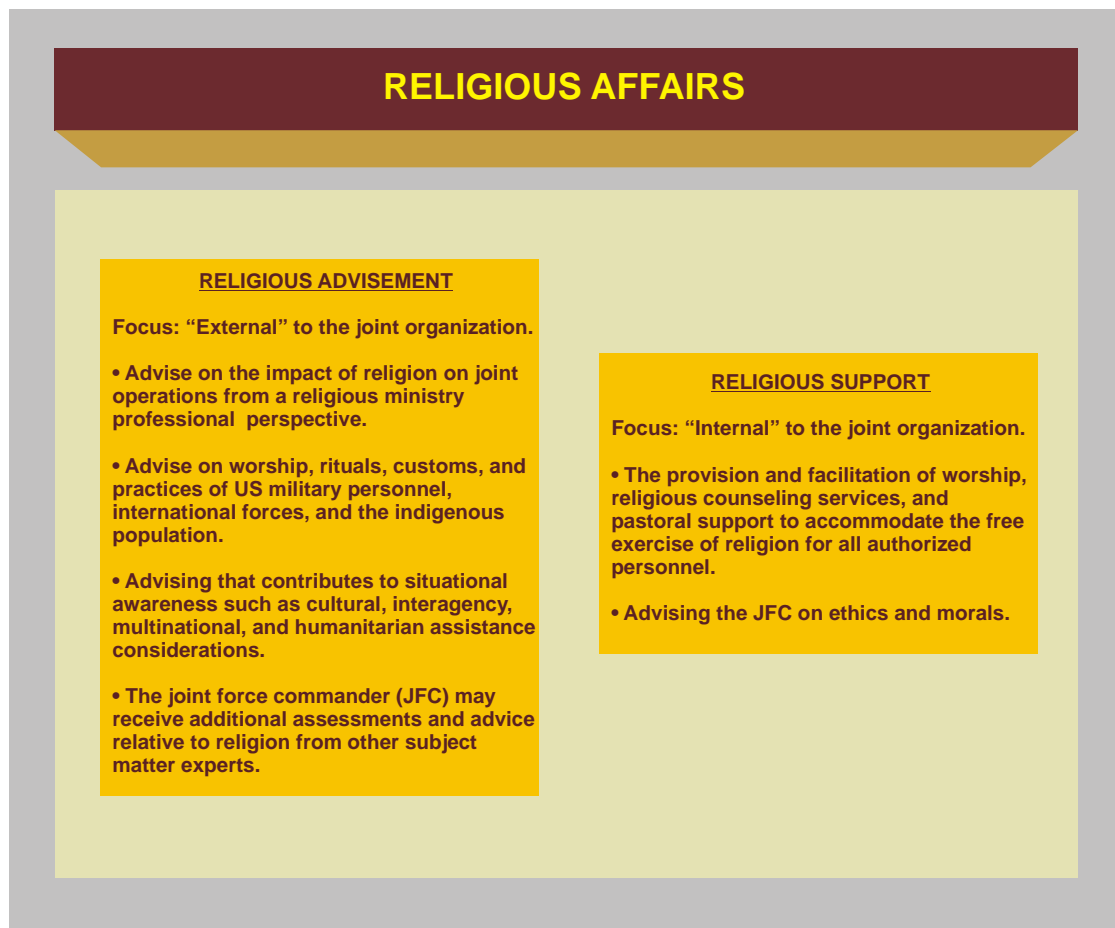 RELIGIOUS AFFAIRS
RELIGIOUS ADVISEMENT
Focus: “External” to the joint organization.
• Advise on the impact of religion on joint
operations from a religious ministry
professional  perspective.
• Advise on worship, rituals, customs, and
practices of US military personnel,
international forces, and the indigenous
population.
• Advising that contributes to situational
awareness such as cultural, interagency,
multinational, and humanitarian assistance
considerations.
• The joint force commander (JFC) may
receive additional assessments and advice
relative to religion from other subject
matter experts.
RELIGIOUS SUPPORT
Focus: “Internal” to the joint organization.
• The provision and facilitation of worship,
religious counseling services, and
pastoral support to accommodate the free
exercise of religion for all authorized
personnel.
• Advising the JFC on ethics and morals.